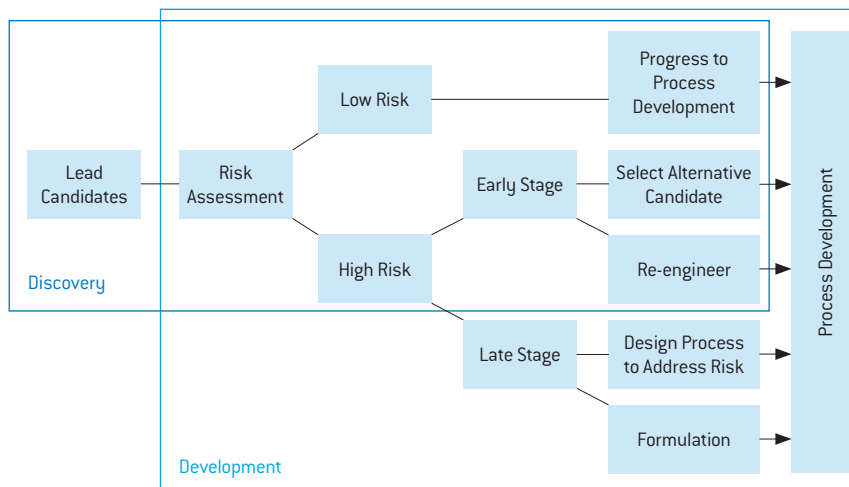 Progress to
Process
Development
Low Risk
Lead
Candidates
Risk
Assessment
Early Stage
Select Alternative
Candidate
High Risk
Re-engineer
Discovery
Late Stage
Design Process
to Address Risk
Formulation
Development
Process Development